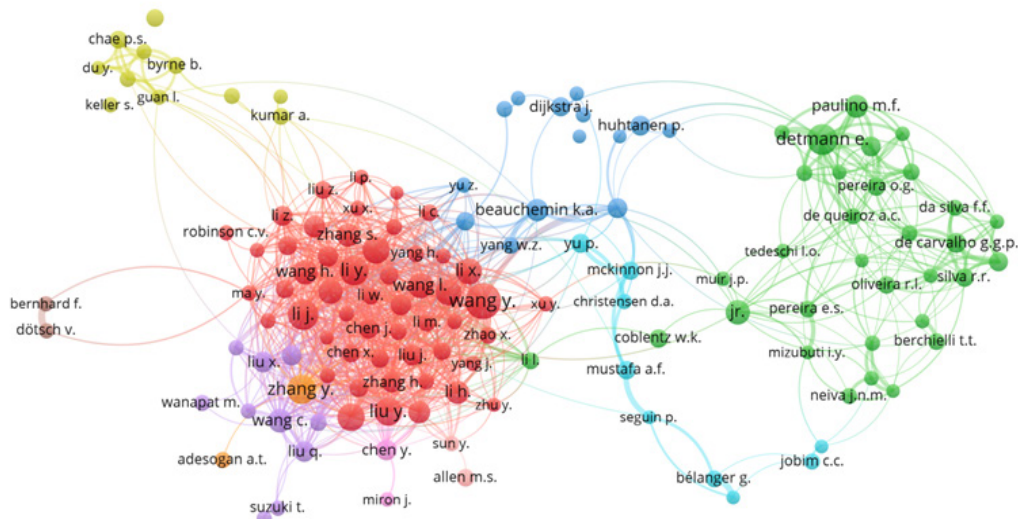 chae p.s.
du y.
byrne b.
keller s.
guan l.
kumar a.
dijkstra j.
huhtanen p.
paulino m.f.
detmann e.
pereira o.g.
de queiroz a.c.
da silva f.f.
de carvalho g.g.p.
tedeschi l.o.
silva r.r.
oliveira r.l.
muir j.p.
jr.
pereira e.s.
berchielli t.t.
mizubuti i.y.
neiva j.n.m.
jobim c.c.
li p.
liu z.
yu z.
xu x.
li c.
li z.
robinson c.v.
zhang s.
beauchemin k.a.
yang h.
yang w.z.
yu p.
mckinnon j.j.
wang h.
li y.
li x.
wang l.
ma y.
li w.
wang y.
xu y.
christensen d.a.
bernhard f.
dötsch v.
li j.
li m.
chen j.
zhao x.
coblentz w.k.
chen x.
liu j.
yang j.
li l.
liu x.
mustafa a.f.
zhang y.
zhang h.
li h.
wanapat m.
zhu y.
wang c.
liu y.
seguin p.
liu q.
chen y.
sun y.
adesogan a.t.
allen m.s.
bélanger g.
miron j.
suzuki t.